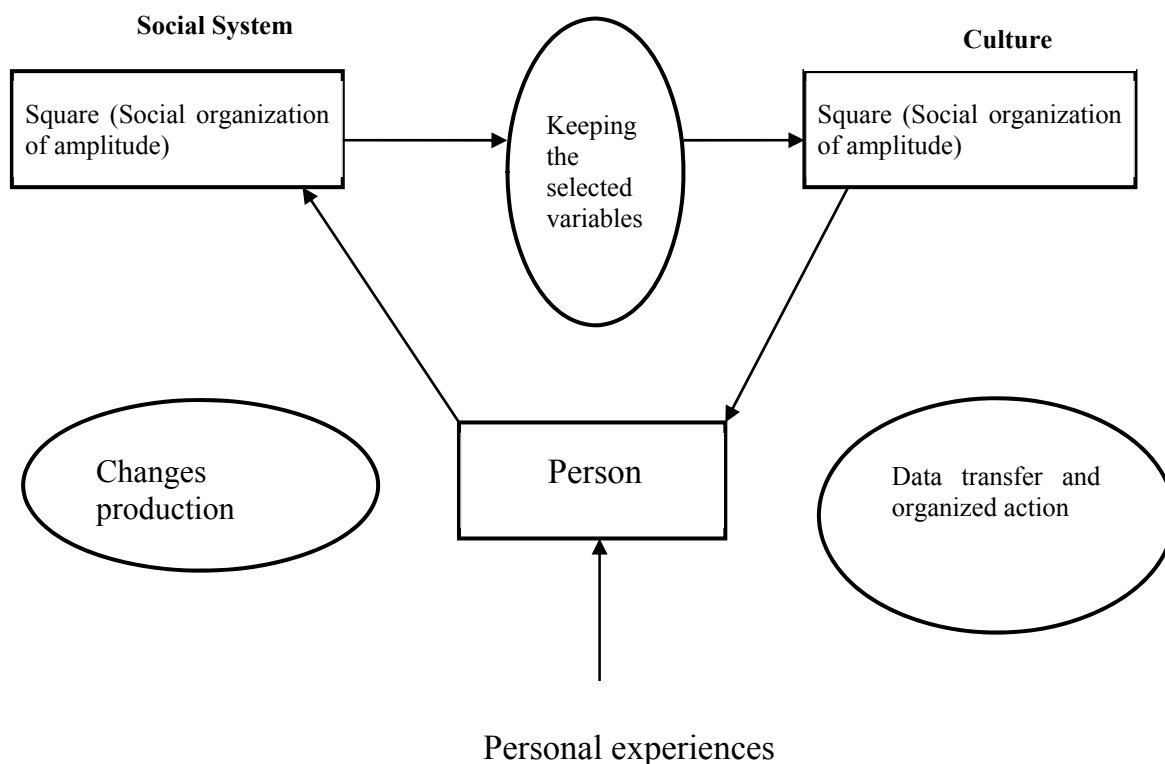 Social System
Culture
Square (Social organization
of amplitude)
Keeping
the
selected
variables
Square (Social organization
of amplitude)
Changes
production
Person
Data transfer and
organized action
Personal experiences